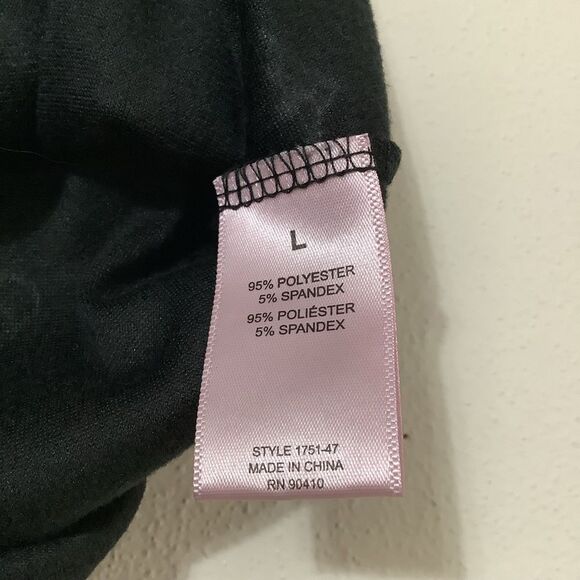 L
95% POLYESTER
5% SPANDEX
95% POLIÉSTER
5% SPANDEX
STYLE 1751-47
MADE IN CHINA
RN 90410